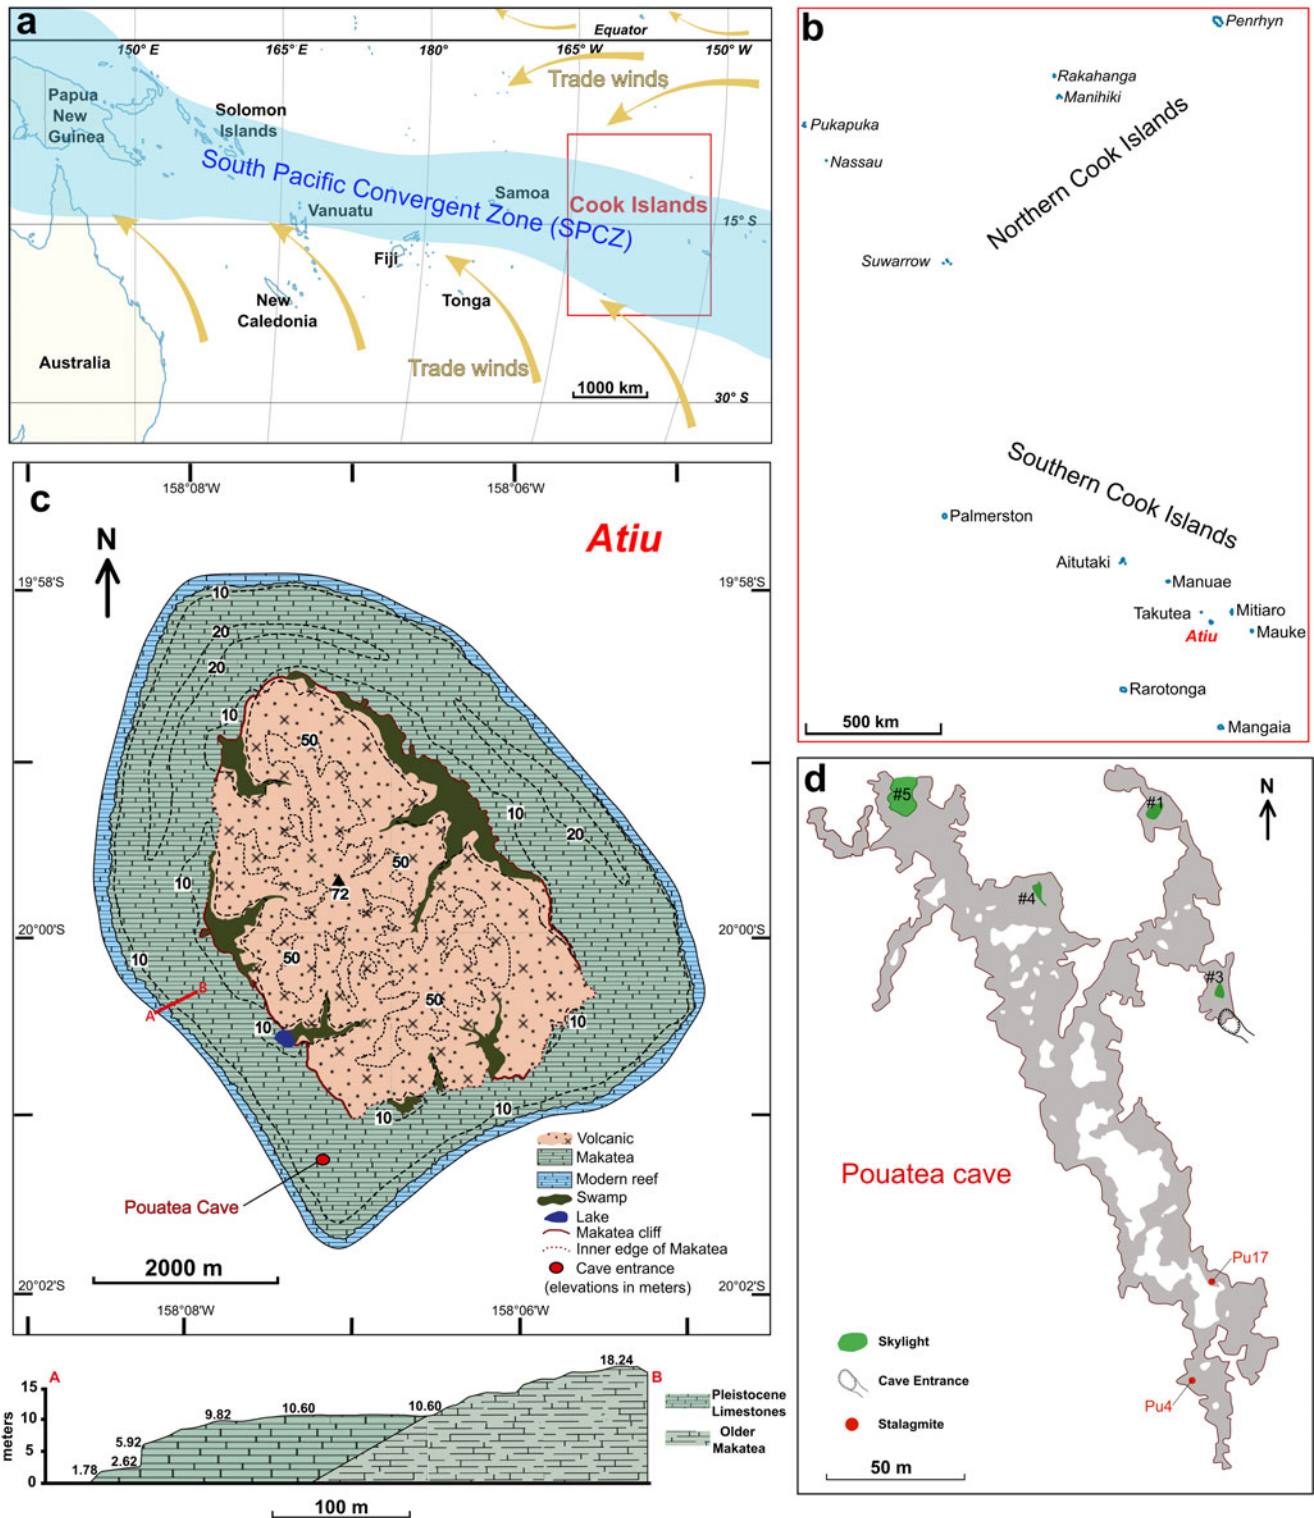 a
Equator
150° E
165° E
180°
165° W
150° W
Trade winds
Papua
New
Guinea
Solomon
Islands
South Pacific Convergent Zone (SPCZ)
Samoa
Vanuatu
Cook Islands
15° S
Fiji
New
Caledonia
Tonga
Australia
Trade winds
1000 km
30° S
b
Penrhyn
Rakahanga
Manihiki
Pukapuka
Nassau
Northern Cook Islands
Suwarrow
Southern Cook Islands
Palmerston
Aitutaki
Manuae
Takutea
Mitiaro
Atiu
Mauke
Rarotonga
Mangaia
500 km
c
158°08'W
158°06'W
Atiu
N
19°58'S
19°58'S
10
20
20
10
50
10
20
50
10
72
20°00'S
20°00'S
10
50
50
A
B
10
10
10
10
Pouatea Cave
Volcanic
Makatea
Modern reef
Swamp
Lake
Makatea cliff
Inner edge of Makatea
Cave entrance
(elevations in meters)
2000 m
20°02'S
20°02'S
158°08'W
158°06'W
A
B
meters
15
10
5
0
1.78
2.62
5.92
9.82
10.60
10.60
18.24
Pleistocene
Limestones
Older
Makatea
100 m
d
N
#5
#1
#4
#3
Pouatea cave
Pu17
Pu4
Skylight
Cave Entrance
Stalagmite
50 m